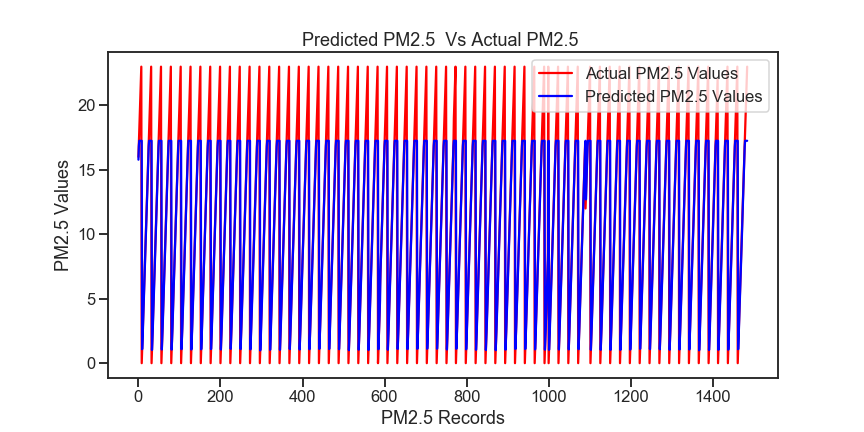 Predicted PM2.5  Vs Actual PM2.5
Actual PM2.5 Values
Predicted PM2.5 Values
PM2.5 Values
20
15
10
5
0
0 200 400 600 800 1000 1200 1400
PM2.5 Records